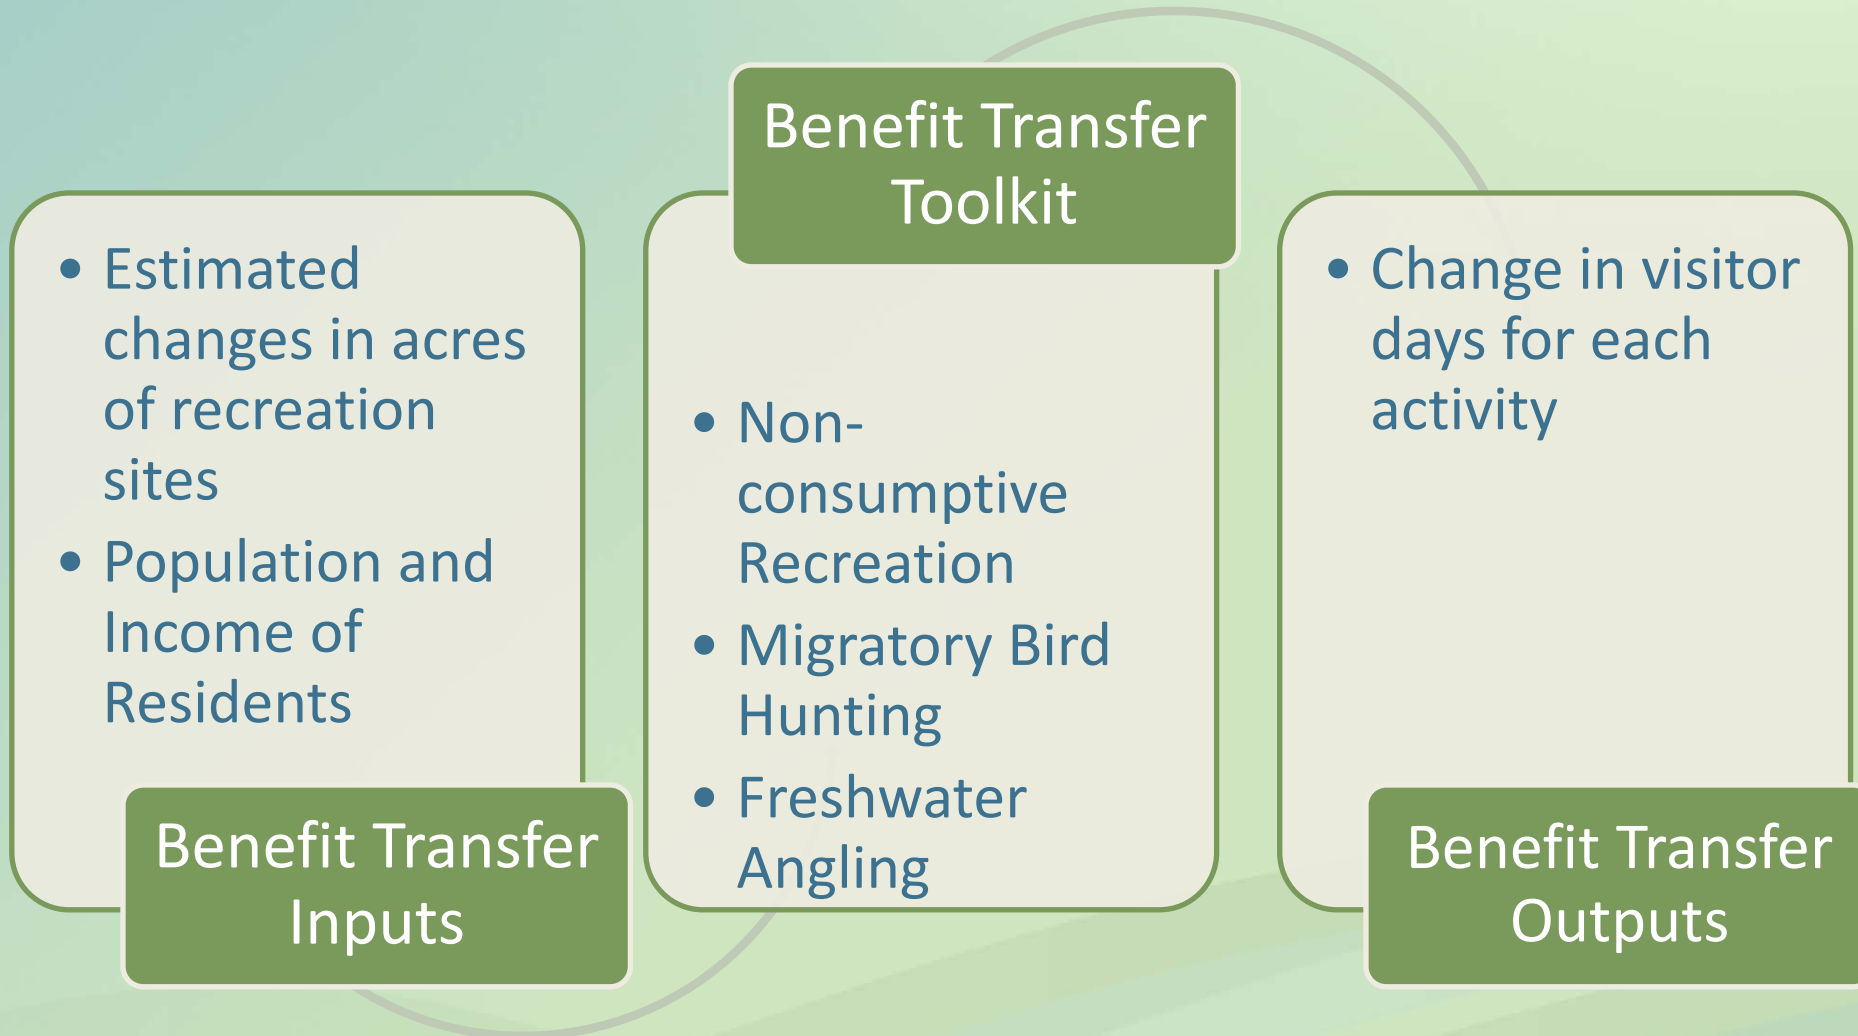 • Estimated
changes in acres
of recreation
sites
• Population and
Income of
Residents
Benefit Transfer
Inputs
Benefit Transfer
Toolkit
• Non-
consumptive
Recreation
• Migratory Bird
Hunting
• Freshwater
Angling
• Change in visitor
days for each
activity
Benefit Transfer
Outputs